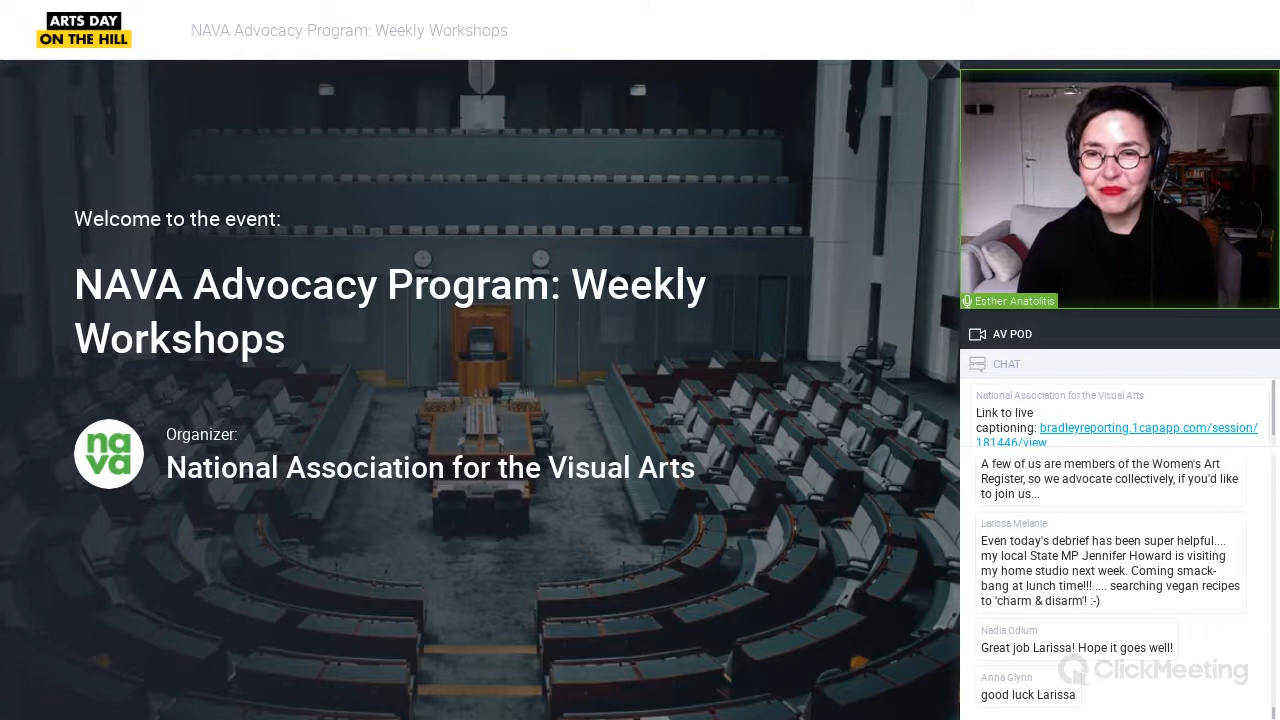 ARTS DAY
ON THE HILL
NAVA Advocacy Program: Weekly Workshops
Welcome to the event:
NAVA Advocacy Program: Weekly
Workshops
na
va
Organizer:
National Association for the Visual Arts
Esther Anatolitis
AV POD
CHAT
National Association for the Visual Arts
Link to live
captioning: bradleyreporting.1capapp.com/session/
181446/view
A few of us are members of the Women's Art
Register, so we advocate collectively, if you'd like
to join us...
Larissa Melanie
Even today's debrief has been super helpful....
my local State MP Jennifer Howard is visiting
my home studio next week. Coming smack-
bang at lunch time!!! .... searching vegan recipes
to 'charm & disarm'! :-)
Nadia Odlum
Great job Larissa! Hope it goes well!
Anna Glynn
good luck Larissa
ClickMeeting